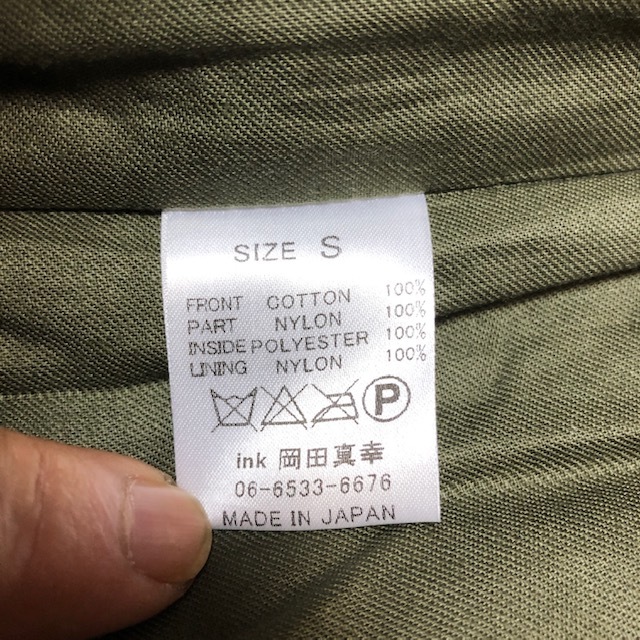 SIZE S
FRONT COTTON 100%
PART NYLON 100%
INSIDE POLYESTER 100%
LINING NYLON 100%
P
ink 岡田真幸
06-6533-6676
MADE IN JAPAN